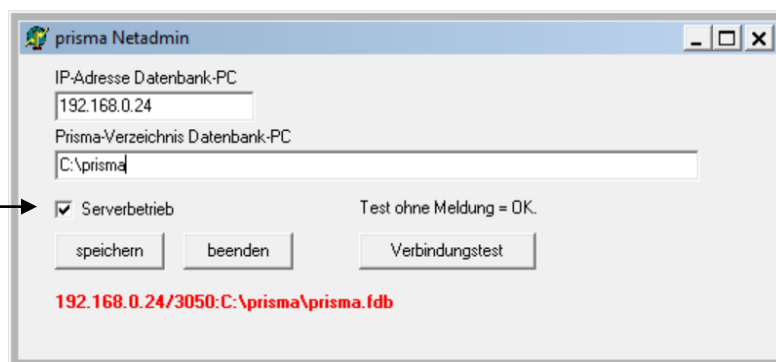 prisma Netadmin
IP-Adresse Datenbank-PC
192.168.0.24
Prisma-Verzeichnis Datenbank-PC
C:\prisma
Serverbetrieb Test ohne Meldung = OK.
speichern beenden Verbindungstest
192.168.0.24/3050:C:\prisma\prisma.fdb